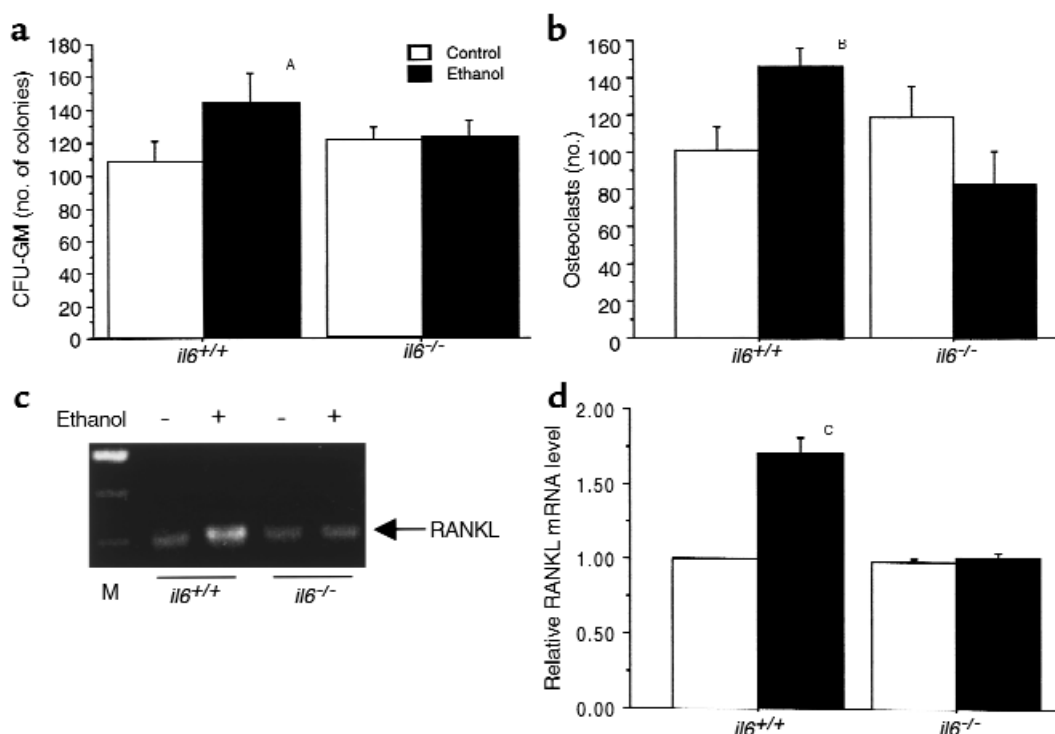 a
CFU-GM (no. of colonies)
180
160
140
120
100
80
60
40
20
0
A
Control
Ethanol
il6+/+
il6-/-
b
Osteoclasts (no.)
160
140
120
100
80
60
40
20
0
B
il6+/+
il6-/-
c
Ethanol - + - +
RANKL
M il6+/+ il6-/-
d
Relative RANKL mRNA level
2.00
1.50
1.00
0.50
0.00
C
il6+/+
il6-/-